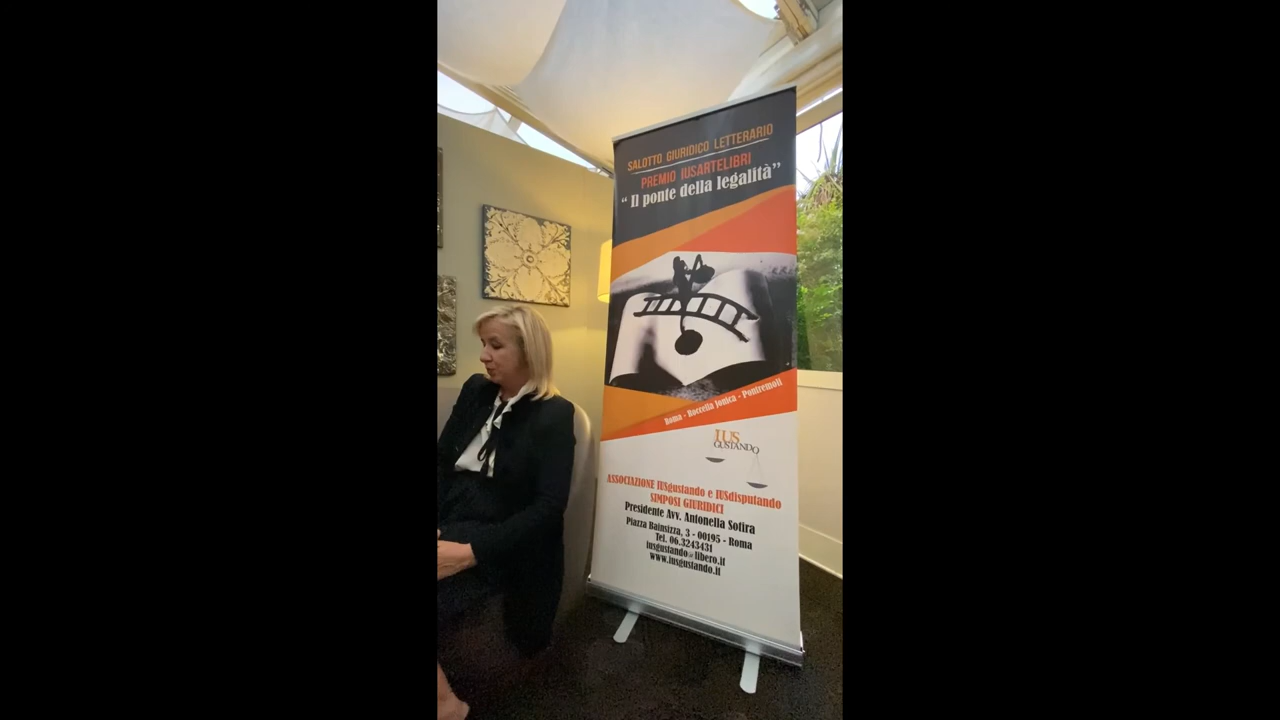 SALOTTO GIURIDICO LETTERARIO
PREMIO IUSARTELIBRI
“ Il ponte della legalità”
Roma - Roccella Jonica - Pontremoli
IUS
GUSTANDO
ASSOCIAZIONE IUSgustando e IUSdisputando
SIMPOSI GIURIDICI
Presidente Avv. Antonella Sotira
Piazza Bainsizza, 3 - 00195 - Roma
Tel. 06.3243431
iusgustando@libero.it
www.iusgustando.it